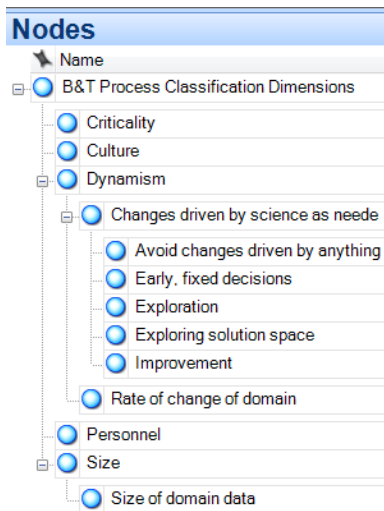 Nodes
Name
B&T Process Classification Dimensions
Criticality
Culture
Dynamism
Changes driven by science as neede
Avoid changes driven by anything
Early, fixed decisions
Exploration
Exploring solution space
Improvement
Rate of change of domain
Personnel
Size
Size of domain data